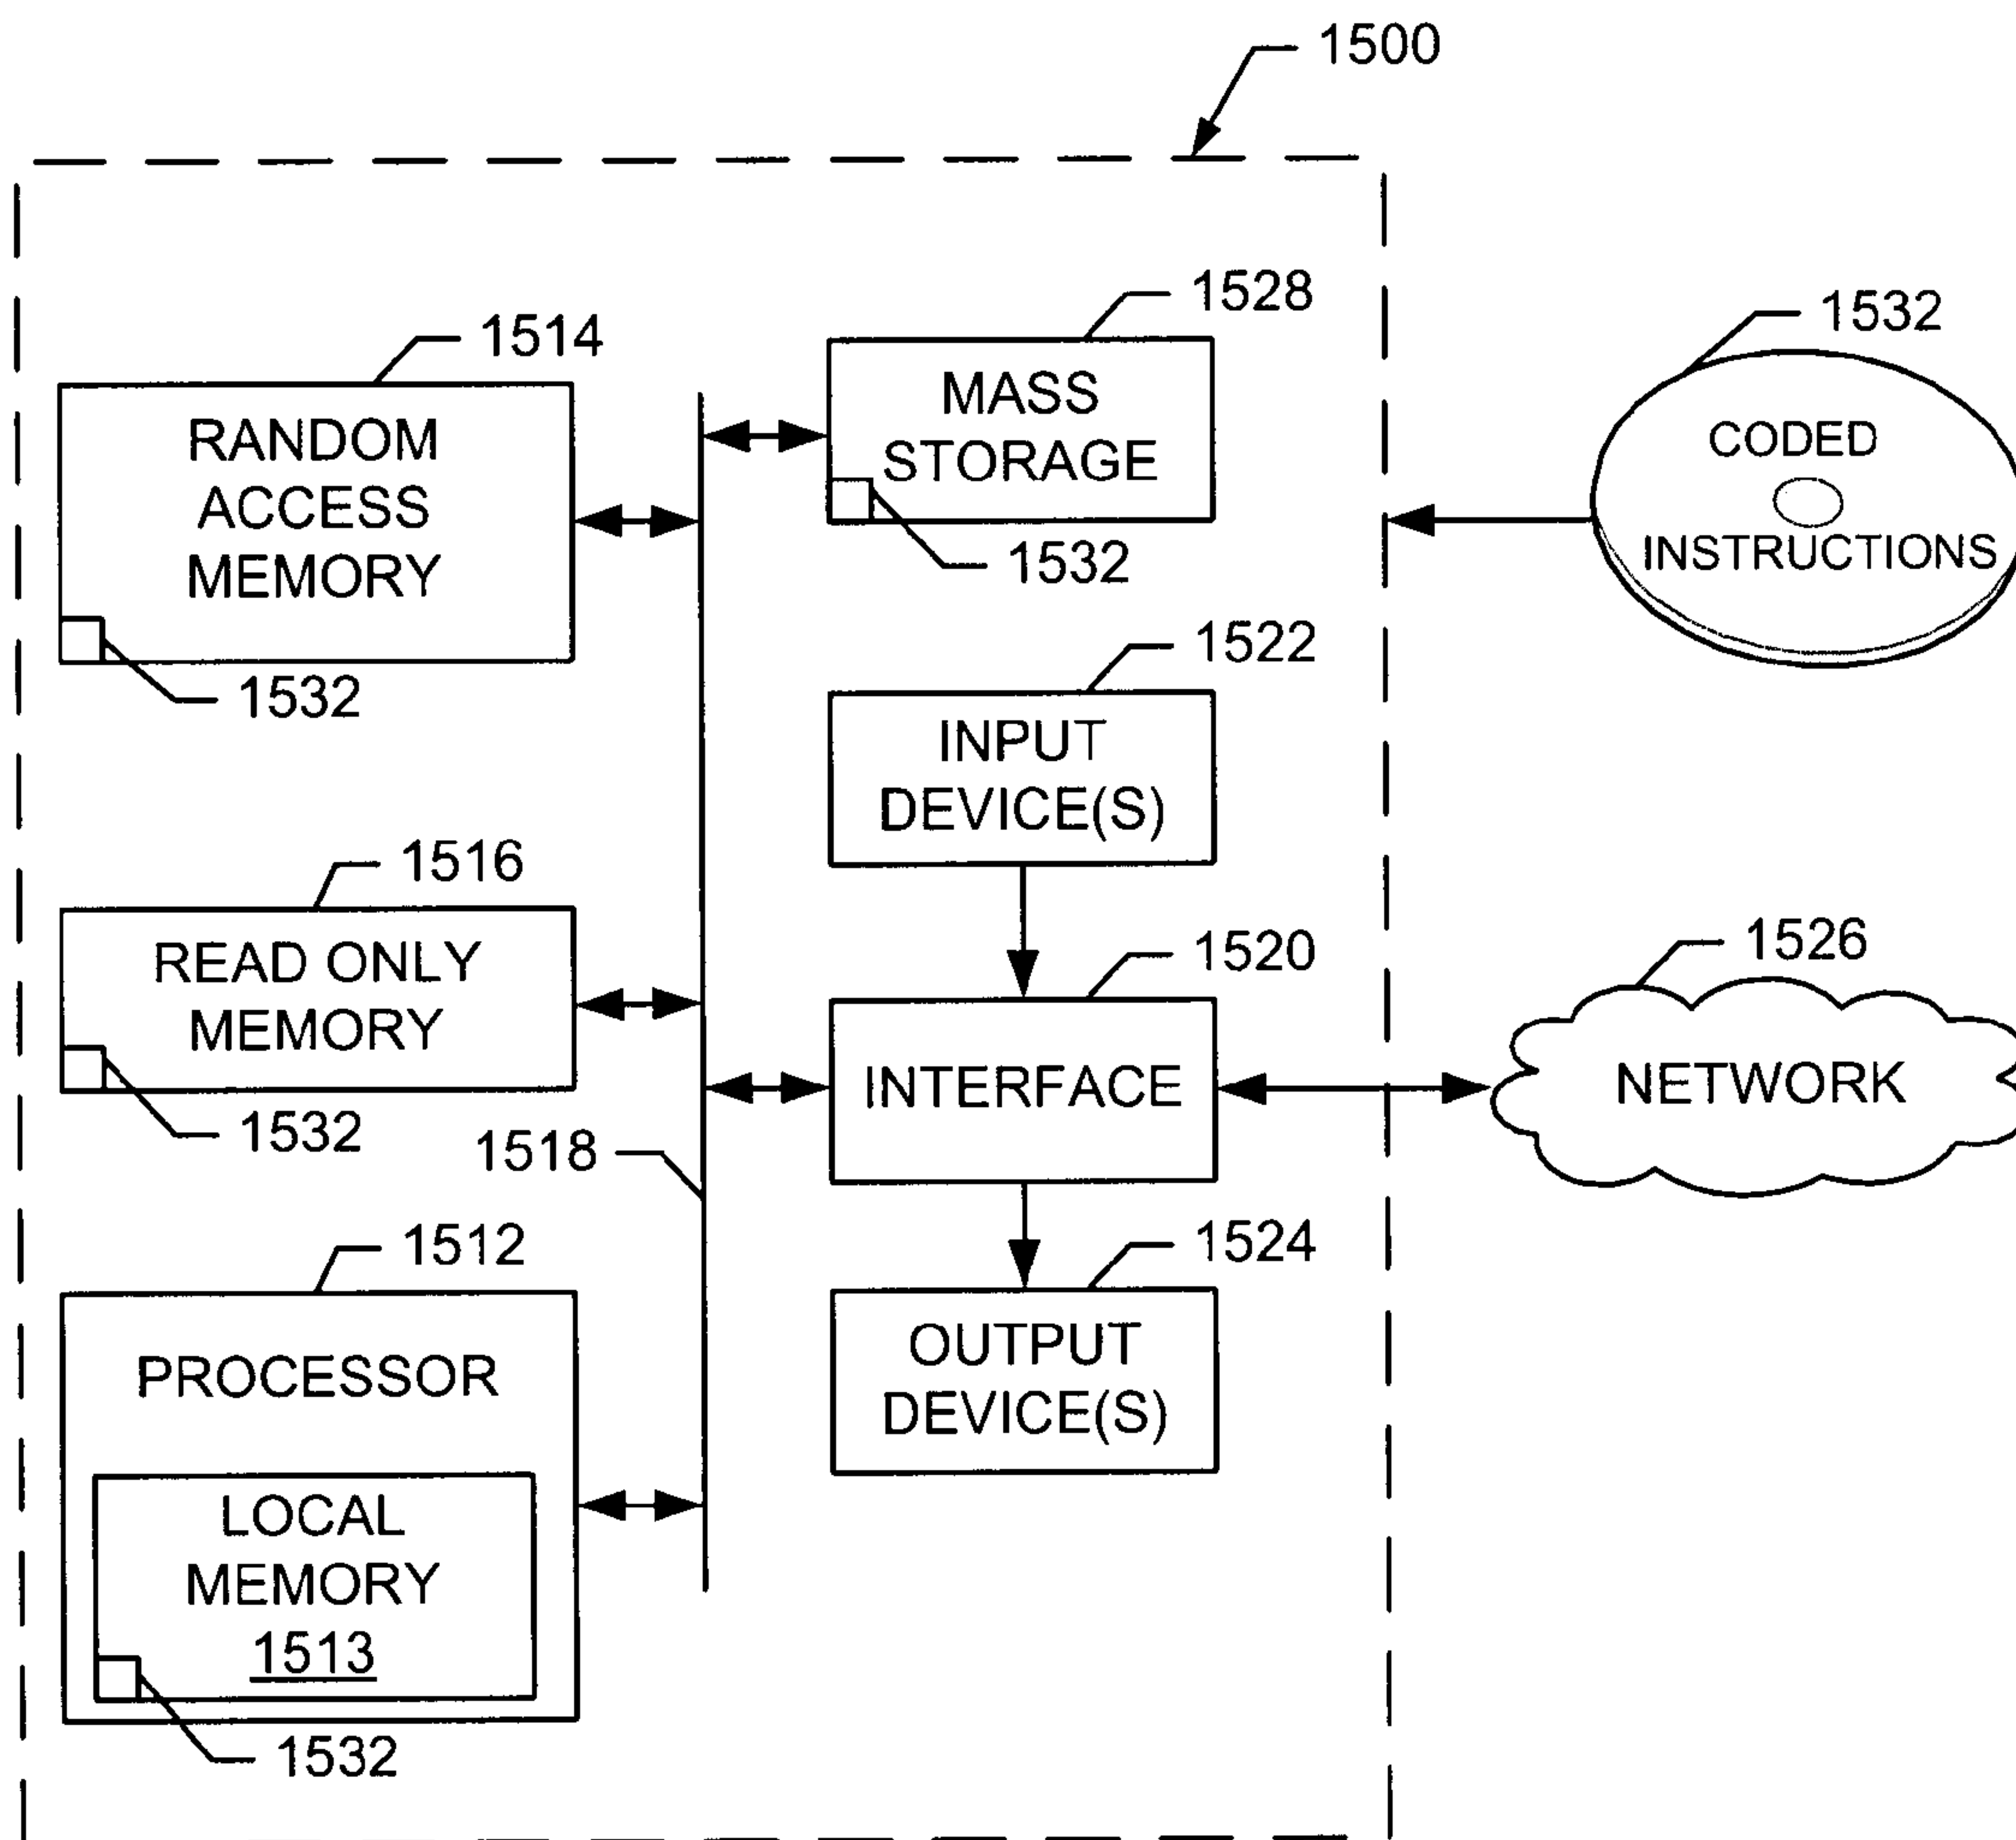 1500
1528
1514
1532
MASS
STORAGE
RANDOM
ACCESS
MEMORY
CODED
INSTRUCTIONS
1532
1532
1522
INPUT
DEVICE(S)
1516
READ ONLY
MEMORY
1520
1526
INTERFACE
NETWORK
1532
1518
1512
1524
PROCESSOR
OUTPUT
DEVICE(S)
LOCAL
MEMORY
1513
1532